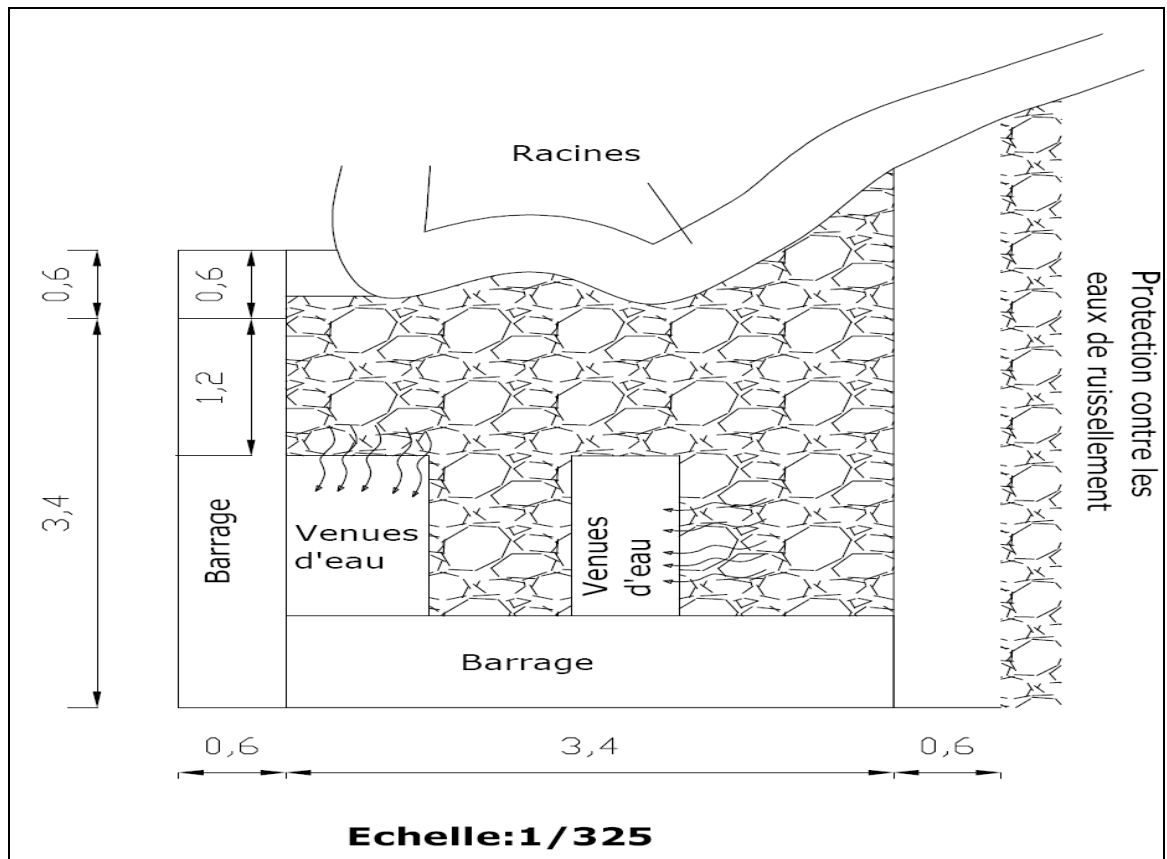 Racines
0,6
0,6
1,2
3,4
Barrage
Venues
d'eau
Venues
d'eau
Protection contre les
eaux de ruissellement
Barrage
0,6
3,4
0,6
Echelle:1/325